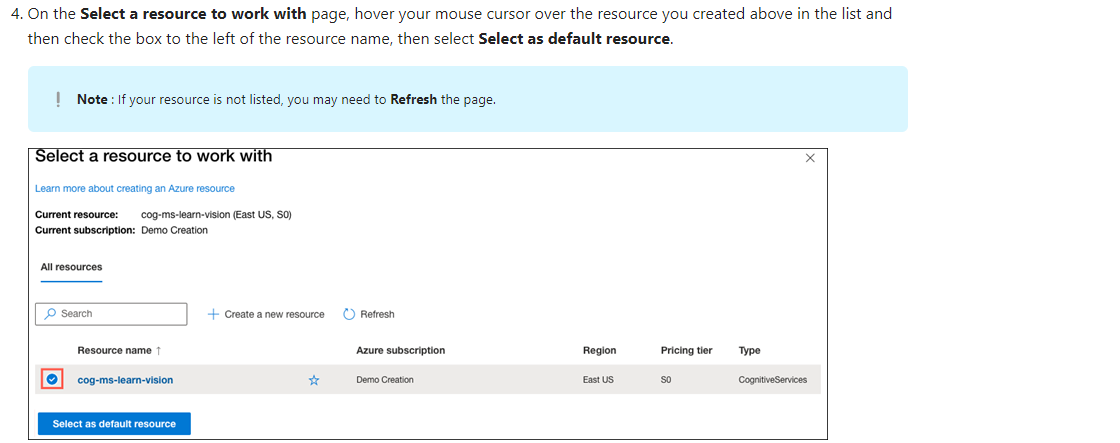 4. On the Select a resource to work with page, hover your mouse cursor over the resource you created above in the list and
then check the box to the left of the resource name, then select Select as default resource.
! Note : If your resource is not listed, you may need to Refresh the page.
Select a resource to work with
Learn more about creating an Azure resource
Current resource: cog-ms-learn-vision (East US, S0)
Current subscription: Demo Creation
All resources
Search + Create a new resource Refresh
Resource name ↑ Azure subscription Region Pricing tier Type
cog-ms-learn-vision Demo Creation East US S0 CognitiveServices
Select as default resource